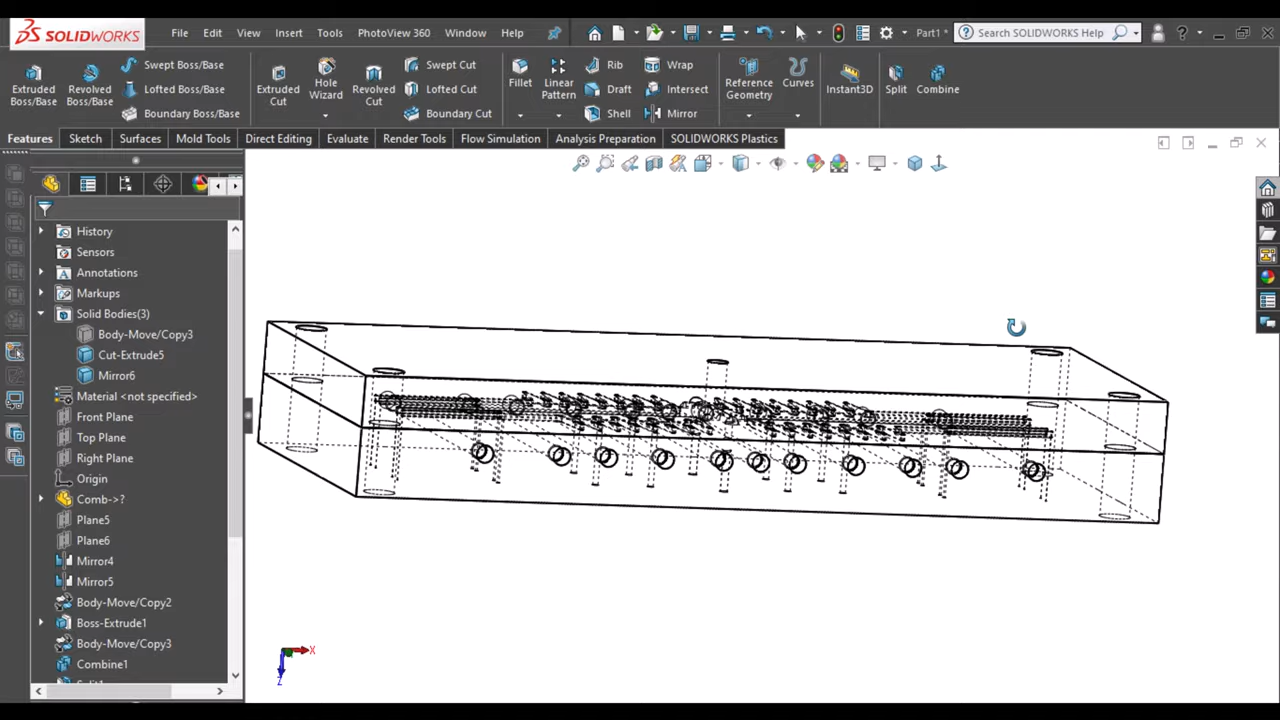 SOLIDWORKS File Edit View Insert Tools PhotoView 360 Window Help Part1 * Search SOLIDWORKS Help
Extruded Boss/Base
Revolved Boss/Base
Swept Boss/Base
Lofted Boss/Base
Boundary Boss/Base
Extruded Cut
Hole Wizard
Revolved Cut
Swept Cut
Lofted Cut
Boundary Cut
Fillet
Linear Pattern
Rib
Draft
Shell
Wrap
Intersect
Mirror
Reference Geometry
Curves
Instant3D
Split
Combine
Features Sketch Surfaces Mold Tools Direct Editing Evaluate Render Tools Flow Simulation Analysis Preparation SOLIDWORKS Plastics
History
Sensors
Annotations
Markups
Solid Bodies(3)
Body-Move/Copy3
Cut-Extrude5
Mirror6
Material <not specified>
Front Plane
Top Plane
Right Plane
Origin
Comb->?
Plane5
Plane6
Mirror4
Mirror5
Body-Move/Copy2
Boss-Extrude1
Body-Move/Copy3
Combine1
Split1
X
Z